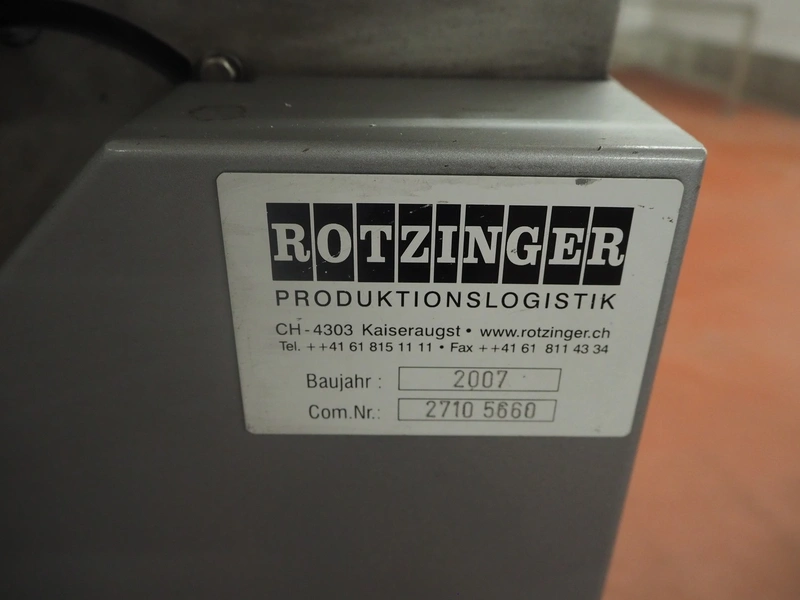 ROTZINGER
PRODUKTIONSLOGISTIK
CH-4303 Kaiseraugst • www.rotzinger.ch
Tel. ++41 61 815 11 11 • Fax ++41 61 811 43 34
Baujahr : 2007
Com.Nr.: 2710 5660